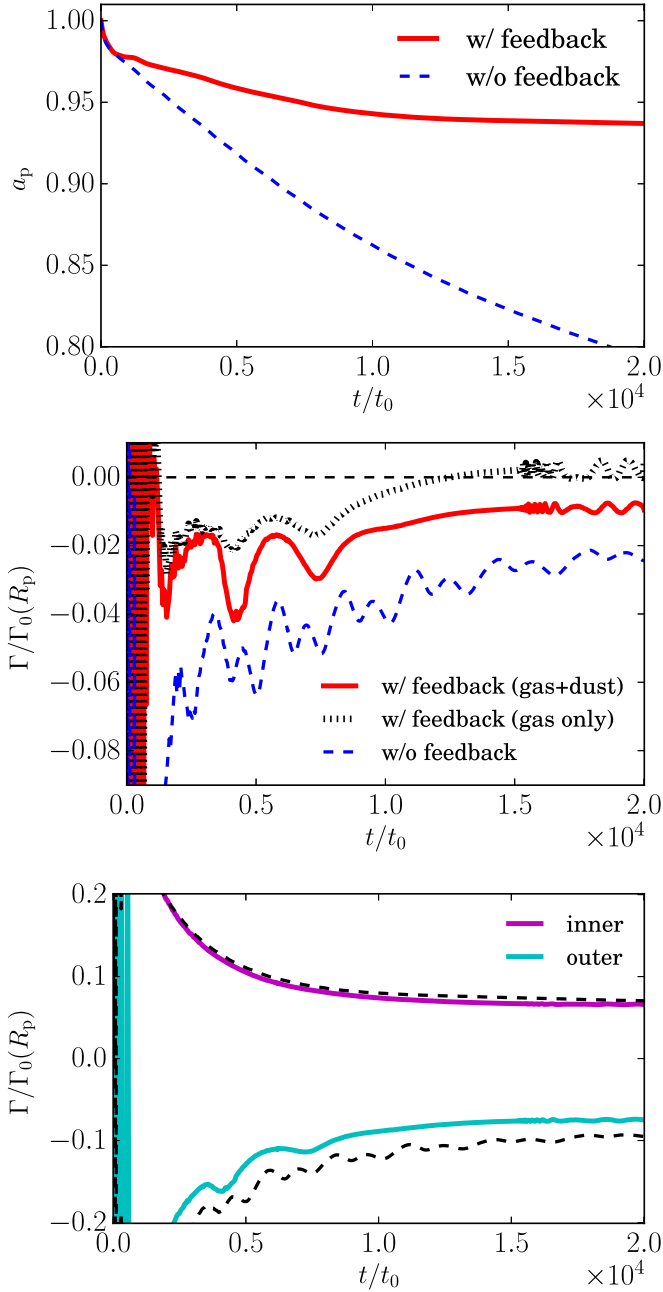 1.00
0.95
0.90
0.85
0.80
a_p
w/ feedback
w/o feedback
0.0 0.5 1.0 1.5 2.0
t/t_0 ×10^4
0.00
−0.02
−0.04
−0.06
−0.08
Γ/Γ_0(R_p)
w/ feedback (gas+dust)
w/ feedback (gas only)
w/o feedback
0.0 0.5 1.0 1.5 2.0
t/t_0 ×10^4
0.2
0.1
0.0
−0.1
−0.2
Γ/Γ_0(R_p)
inner
outer
0.0 0.5 1.0 1.5 2.0
t/t_0 ×10^4